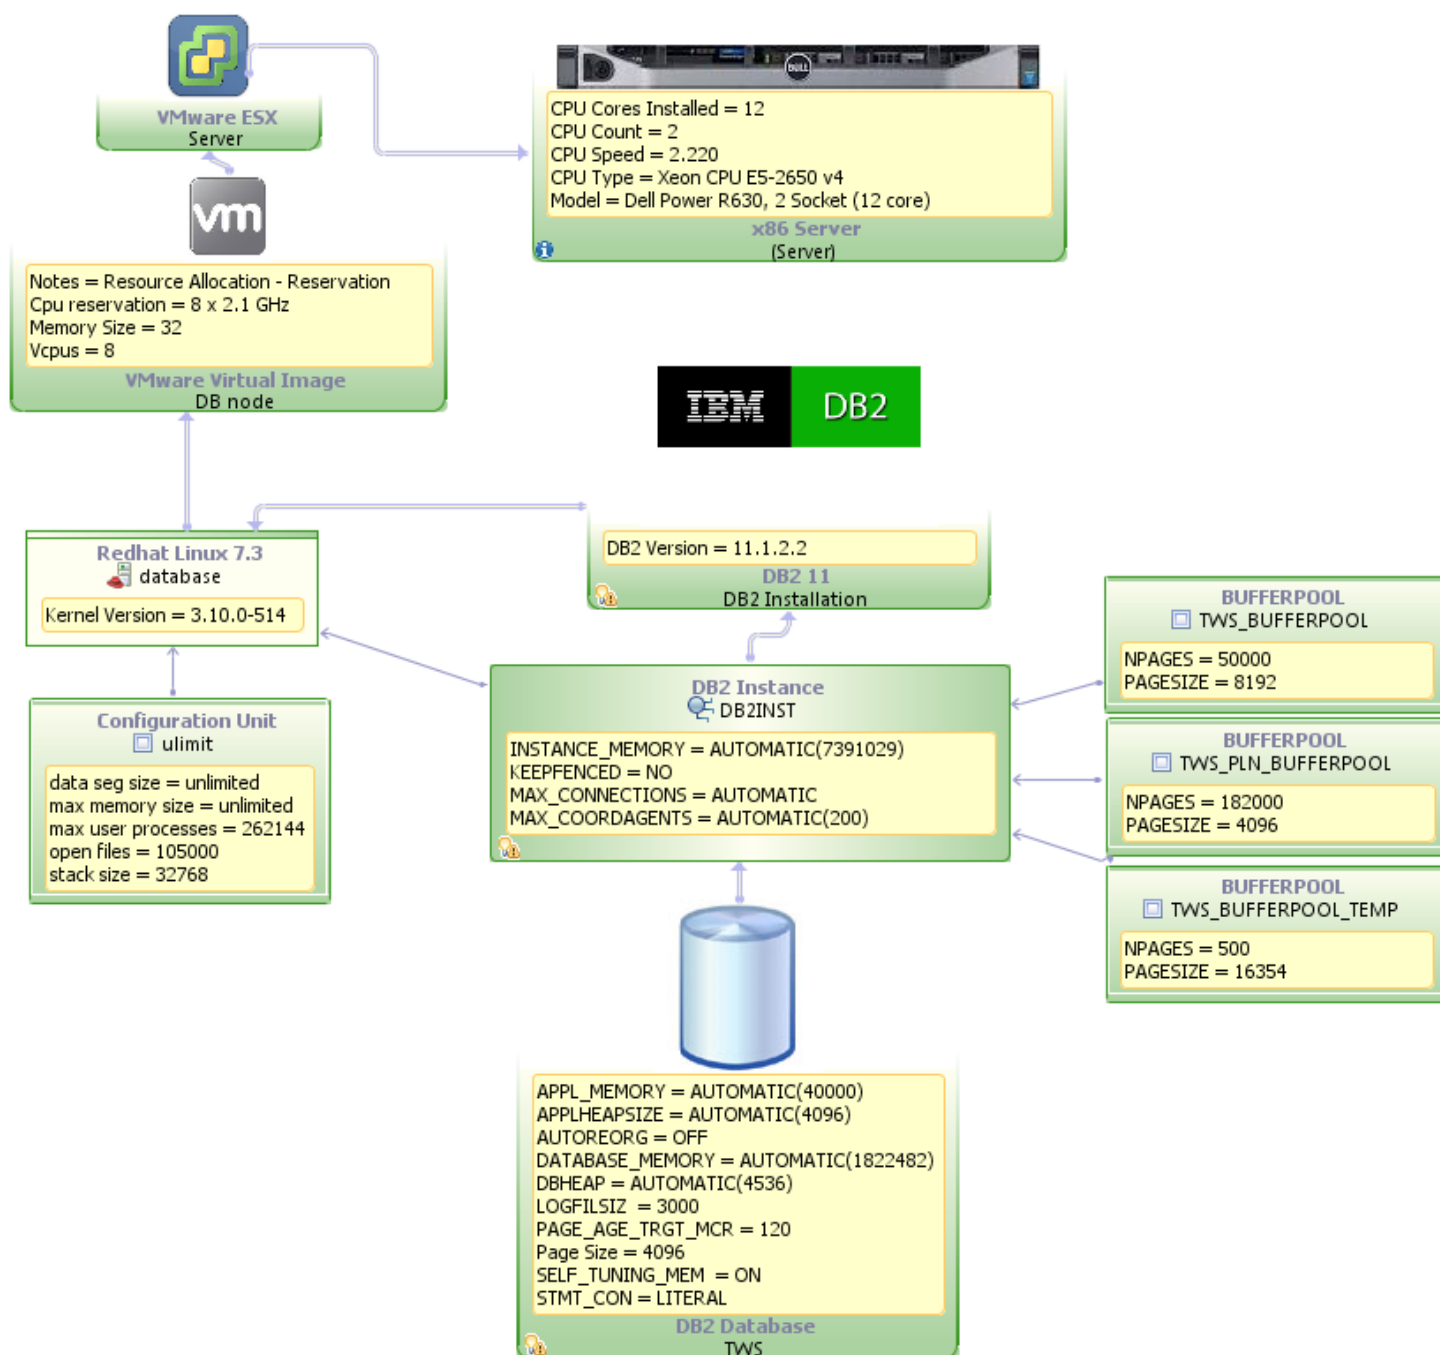 VMware ESX
Server
DELL
CPU Cores Installed = 12
CPU Count = 2
CPU Speed = 2.220
CPU Type = Xeon CPU E5-2650 v4
Model = Dell Power R630, 2 Socket (12 core)
x86 Server
(Server)
vm
Notes = Resource Allocation - Reservation
Cpu reservation = 8 x 2.1 GHz
Memory Size = 32
Vcpus = 8
VMware Virtual Image
DB node
IBM DB2
Redhat Linux 7.3
database
Kernel Version = 3.10.0-514
DB2 Version = 11.1.2.2
DB2 11
DB2 Installation
Configuration Unit
ulimit
data seg size = unlimited
max memory size = unlimited
max user processes = 262144
open files = 105000
stack size = 32768
DB2 Instance
DB2INST
INSTANCE_MEMORY = AUTOMATIC(7391029)
KEEPFENCED = NO
MAX_CONNECTIONS = AUTOMATIC
MAX_COORDAGENTS = AUTOMATIC(200)
BUFFERPOOL
TWS_BUFFERPOOL
NPAGES = 50000
PAGESIZE = 8192
BUFFERPOOL
TWS_PLN_BUFFERPOOL
NPAGES = 182000
PAGESIZE = 4096
BUFFERPOOL
TWS_BUFFERPOOL_TEMP
NPAGES = 500
PAGESIZE = 16354
APPL_MEMORY = AUTOMATIC(40000)
APPLHEAPSIZE = AUTOMATIC(4096)
AUTOREORG = OFF
DATABASE_MEMORY = AUTOMATIC(1822482)
DBHEAP = AUTOMATIC(4536)
LOGFILSIZ = 3000
PAGE_AGE_TRGT_MCR = 120
Page Size = 4096
SELF_TUNING_MEM = ON
STMT_CON = LITERAL
DB2 Database
TWS